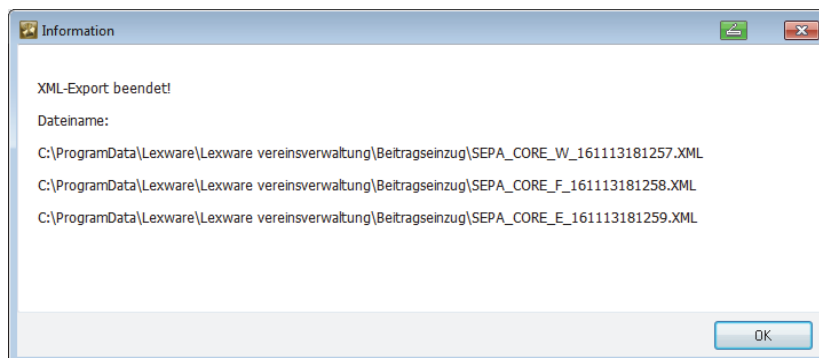 Information
XML-Export beendet!
Dateiname:
C:\ProgramData\Lexware\Lexware vereinsverwaltung\Beitragseinzug\SEPA_CORE_W_161113181257.XML
C:\ProgramData\Lexware\Lexware vereinsverwaltung\Beitragseinzug\SEPA_CORE_F_161113181258.XML
C:\ProgramData\Lexware\Lexware vereinsverwaltung\Beitragseinzug\SEPA_CORE_E_161113181259.XML
OK